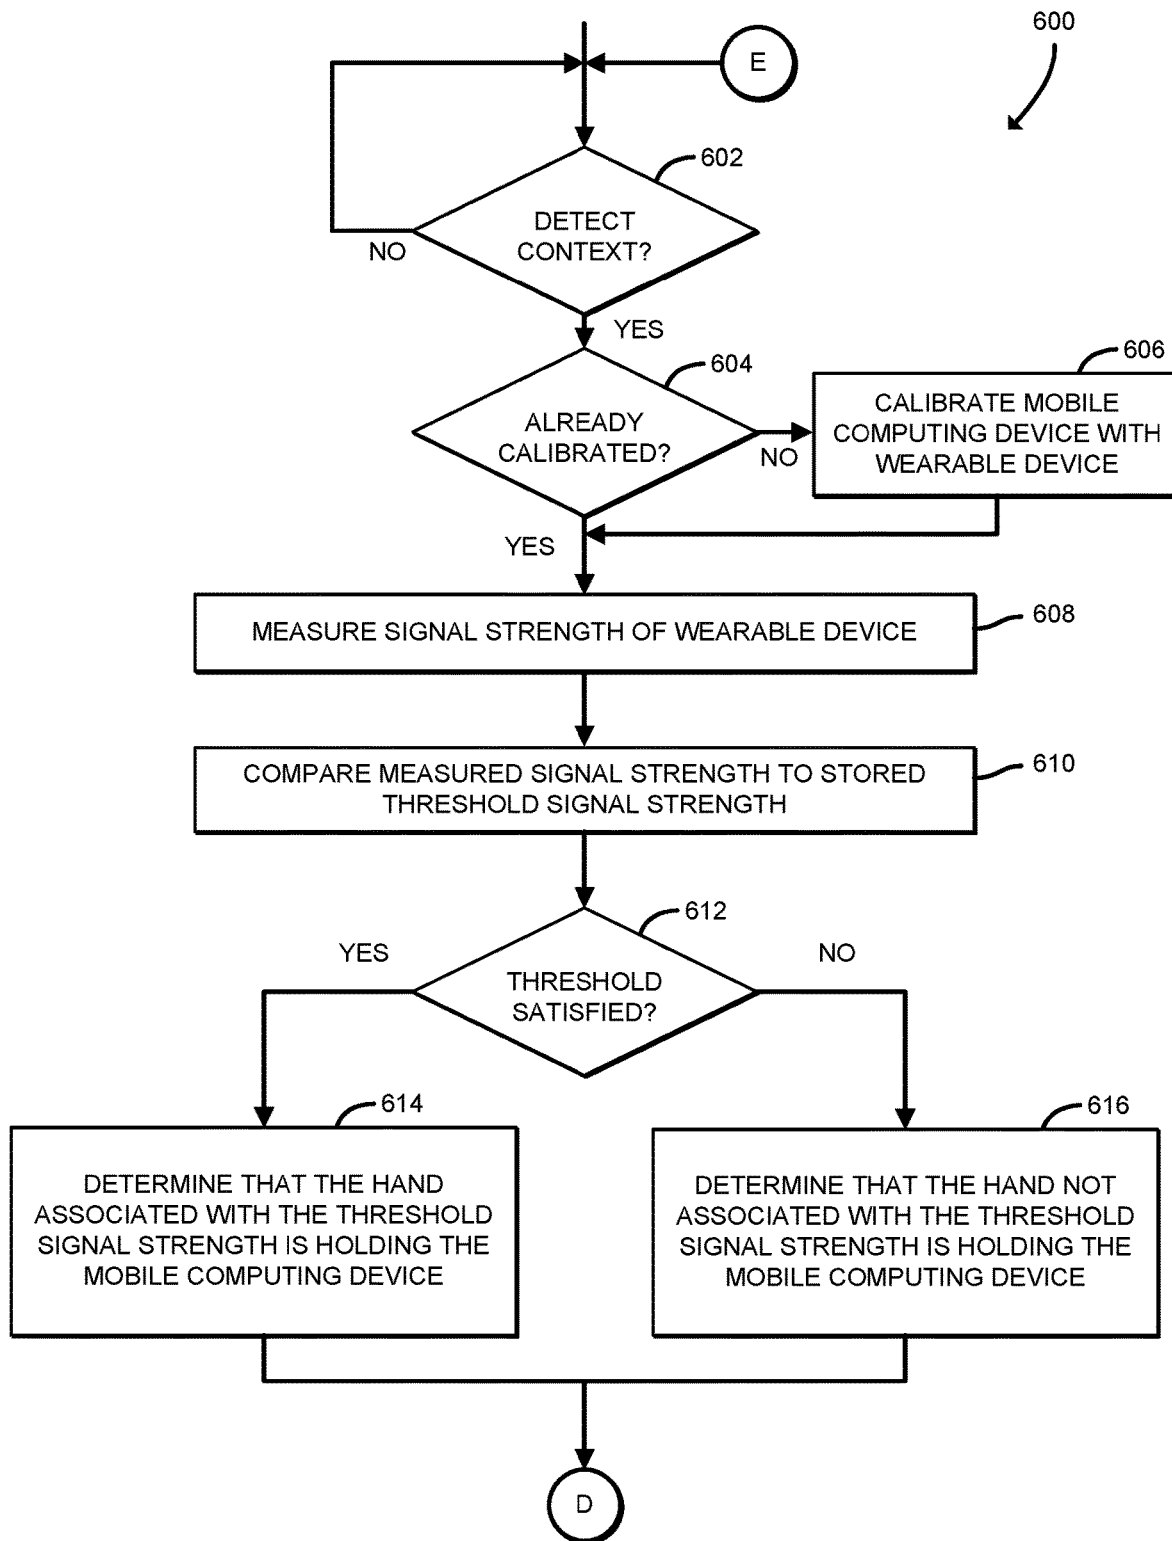 600
E
602
DETECT
CONTEXT?
NO
YES
604
606
ALREADY
CALIBRATED?
NO
CALIBRATE MOBILE
COMPUTING DEVICE WITH
WEARABLE DEVICE
YES
608
MEASURE SIGNAL STRENGTH OF WEARABLE DEVICE
610
COMPARE MEASURED SIGNAL STRENGTH TO STORED
THRESHOLD SIGNAL STRENGTH
612
YES
NO
THRESHOLD
SATISFIED?
614
616
DETERMINE THAT THE HAND
ASSOCIATED WITH THE THRESHOLD
SIGNAL STRENGTH IS HOLDING THE
MOBILE COMPUTING DEVICE
DETERMINE THAT THE HAND NOT
ASSOCIATED WITH THE THRESHOLD
SIGNAL STRENGTH IS HOLDING THE
MOBILE COMPUTING DEVICE
D